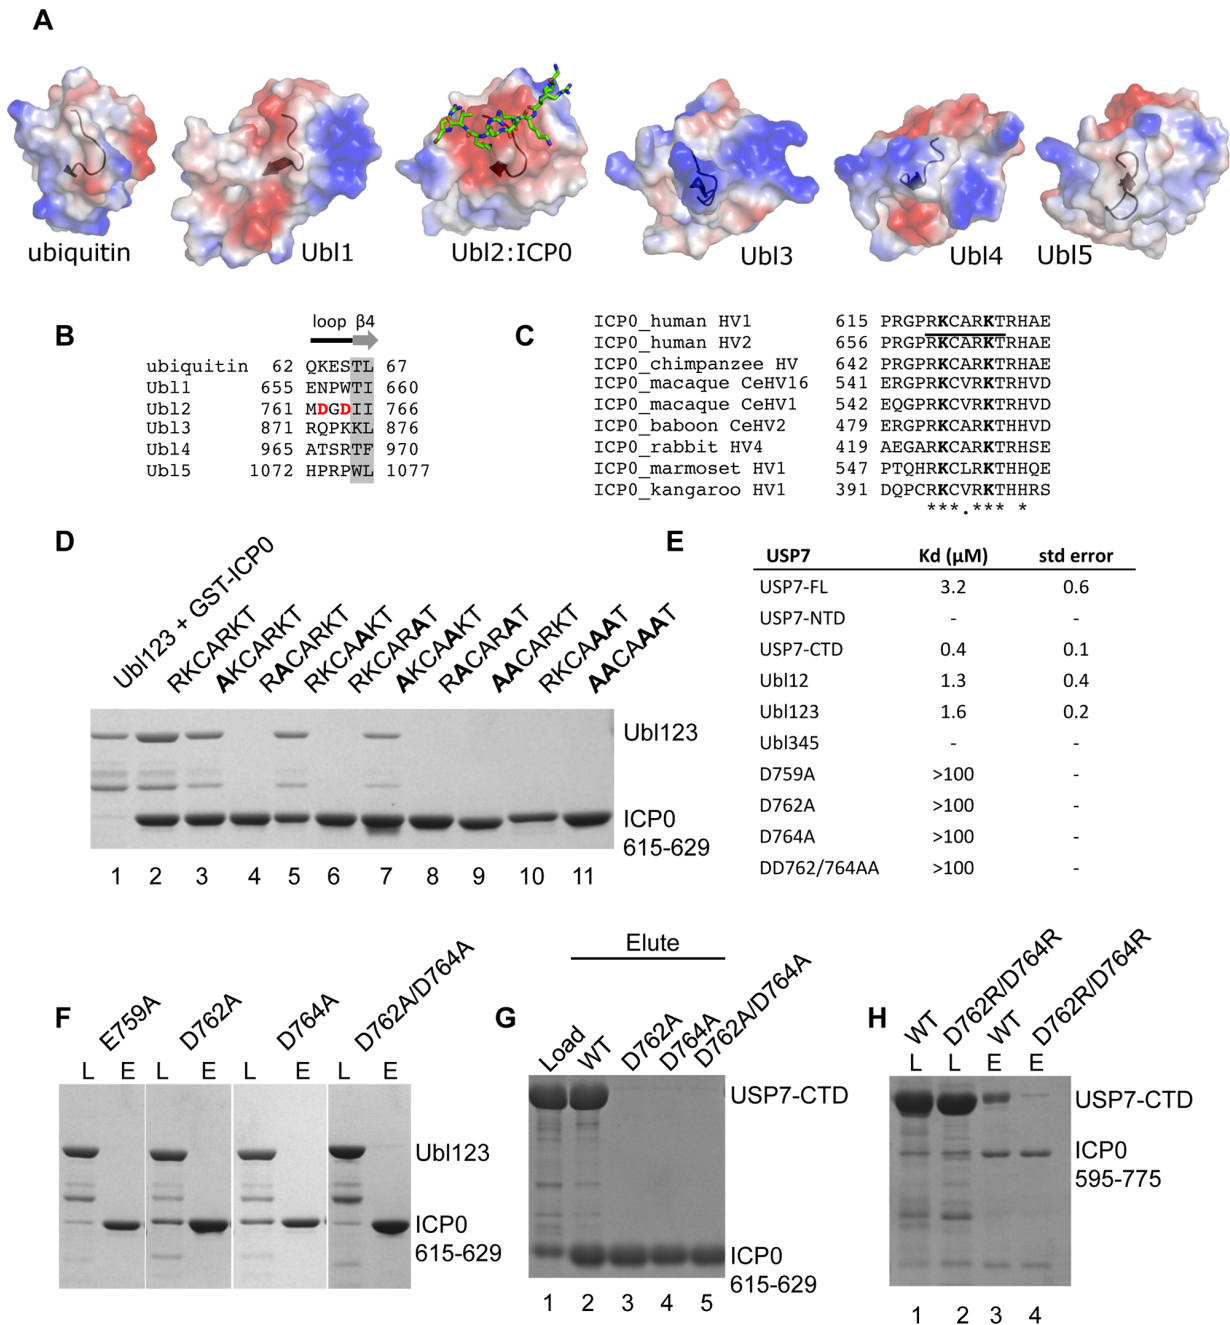 A
ubiquitin
Ubl1
Ubl2:ICP0
Ubl3
Ubl4
Ubl5
B
loop β4
ubiquitin 62 QKESTL 67
Ubl1 655 ENPWTI 660
Ubl2 761 MDGDII 766
Ubl3 871 RQPKKL 876
Ubl4 965 ATSRTF 970
Ubl5 1072 HPRPWL 1077
C
ICP0_human HV1 615 PRGPRKCARKTRHAE
ICP0_human HV2 656 PRGPRKCARKTRHAE
ICP0_chimpanzee HV 642 PRGPRKCARKTRHAE
ICP0_macaque CeHV16 541 ERGPRKCVRKTRHVD
ICP0_macaque CeHV1 542 EQGPRKCVRKTRHVD
ICP0_baboon CeHV2 479 ERGPRKCARKTHHVD
ICP0_rabbit HV4 419 AEGARKCARKTRHSE
ICP0_marmoset HV1 547 PTQHRKCLRKTHHQE
ICP0_kangaroo HV1 391 DQPCRKCVRKTHHRS
***.*** *
D
Ubl123 + GST-ICP0
RKCARKT
AKCARKT
RACARKT
RKCAAKT
RKCARAT
AKCAAKT
RACARAT
AACARKT
RKCAAAT
AACAAAT
Ubl123
ICP0
615-629
1 2 3 4 5 6 7 8 9 10 11
E
USP7 Kd (µM) std error
USP7-FL 3.2 0.6
USP7-NTD - -
USP7-CTD 0.4 0.1
Ubl12 1.3 0.4
Ubl123 1.6 0.2
Ubl345 - -
D759A >100 -
D762A >100 -
D764A >100 -
DD762/764AA >100 -
F
E759A
D762A
D764A
D762A/D764A
L E L E L E L E
Ubl123
ICP0
615-629
G
Elute
Load
WT
D762A
D764A
D762A/D764A
USP7-CTD
ICP0
615-629
1 2 3 4 5
H
WT
D762R/D764R
WT
D762R/D764R
L L E E
USP7-CTD
ICP0
595-775
1 2 3 4